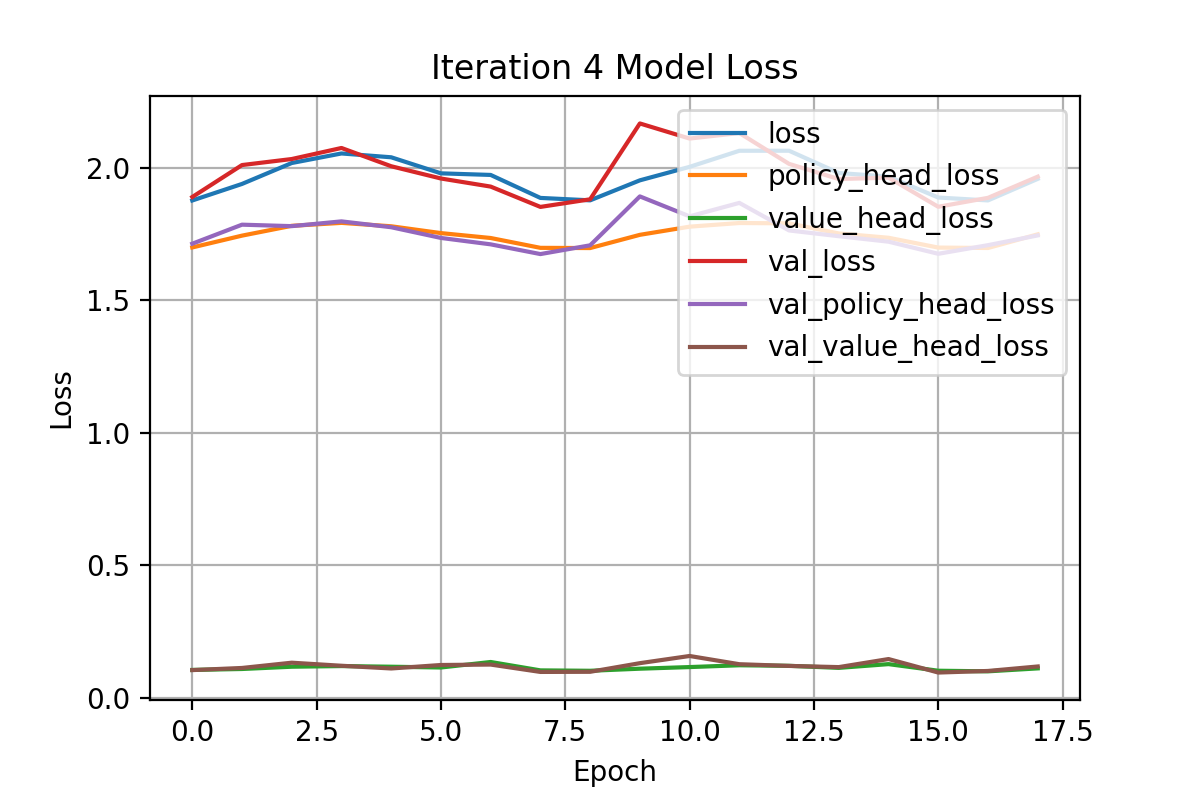 Iteration 4 Model Loss
loss
policy_head_loss
value_head_loss
val_loss
val_policy_head_loss
val_value_head_loss
2.0
1.5
1.0
0.5
0.0
Loss
0.0 2.5 5.0 7.5 10.0 12.5 15.0 17.5
Epoch